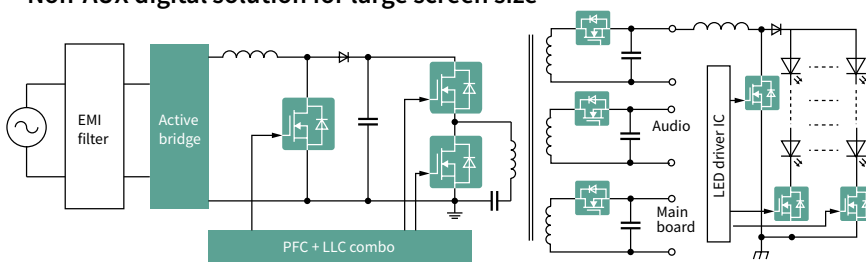 Non-AUX digital solution for large screen size
EMI
filter
Active
bridge
PFC + LLC combo
Audio
Main
board
LED driver IC